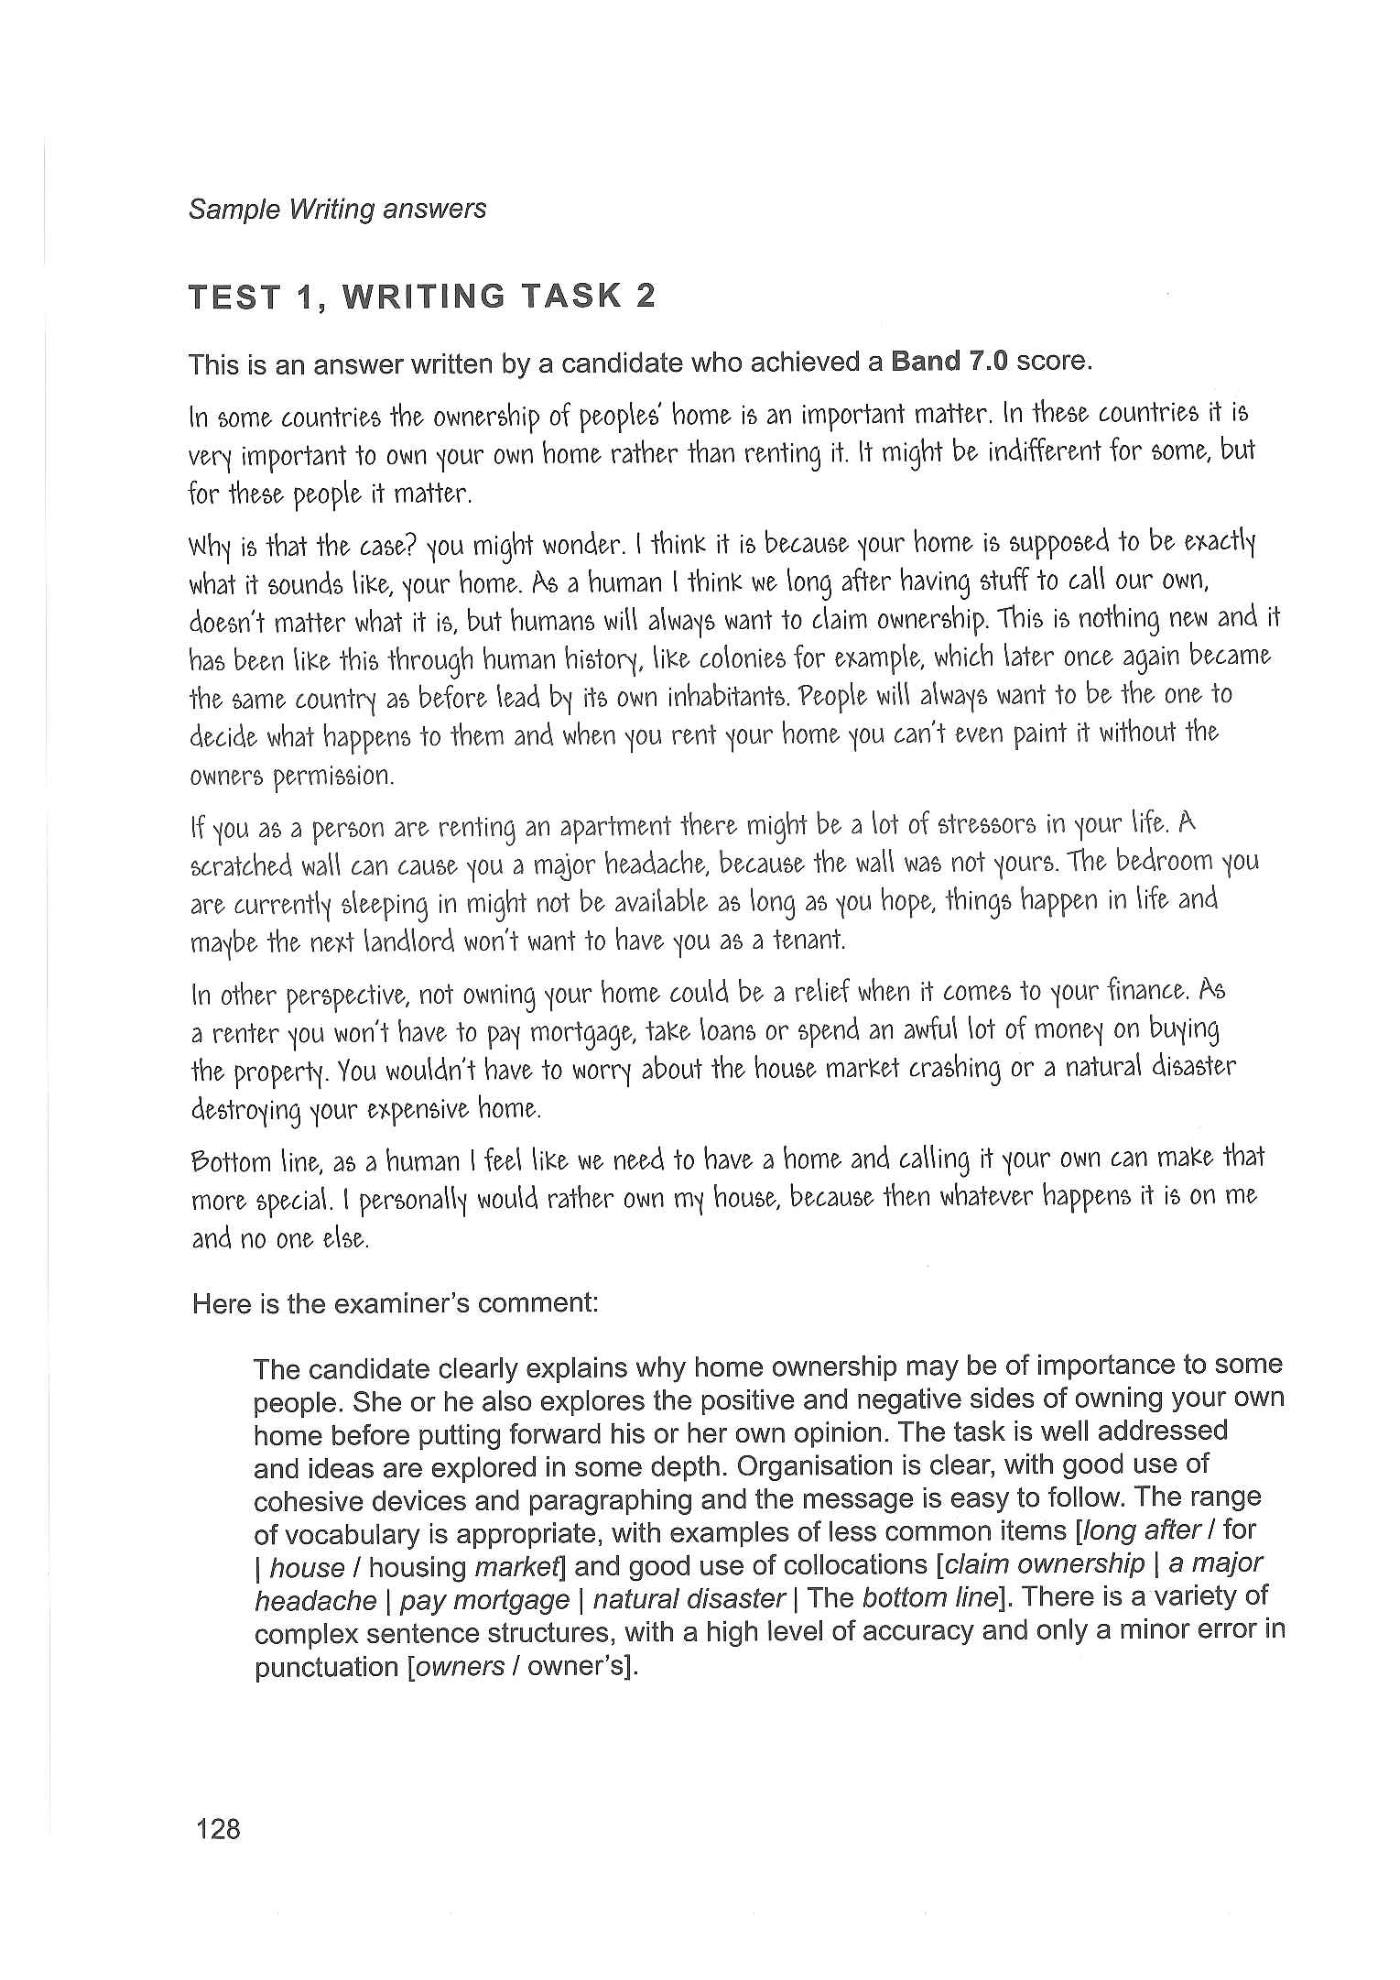 Sample Writing answers
TEST 1, WRITING TASK 2
This is an answer written by a candidate who achieved a Band 7.0 score.
In some countries the ownership of peoples' home is an important matter. In these countries it is
very important to own your own home rather than renting it. It might be indifferent for some, but
for these people it matter.
Why is that the case? you might wonder. I think it is because your home is supposed to be exactly
what it sounds like, your home. As a human I think we long after having stuff to call our own,
doesn't matter what it is, but humans will always want to claim ownership. This is nothing new and it
has been like this through human history, like colonies for example, which later once again became
the same country as before lead by its own inhabitants. People will always want to be the one to
decide what happens to them and when you rent your home you can't even paint it without the
owners permission.
If you as a person are renting an apartment there might be a lot of stressors in your life. A
scratched wall can cause you a major headache, because the wall was not yours. The bedroom you
are currently sleeping in might not be available as long as you hope, things happen in life and
maybe the next landlord won't want to have you as a tenant.
In other perspective, not owning your home could be a relief when it comes to your finance. As
a renter you won't have to pay mortgage, take loans or spend an awful lot of money on buying
the property. You wouldn't have to worry about the house market crashing or a natural disaster
destroying your expensive home.
Bottom line, as a human I feel like we need to have a home and calling it your own can make that
more special. I personally would rather own my house, because then whatever happens it is on me
and no one else.
Here is the examiner's comment:
The candidate clearly explains why home ownership may be of importance to some
people. She or he also explores the positive and negative sides of owning your own
home before putting forward his or her own opinion. The task is well addressed
and ideas are explored in some depth. Organisation is clear, with good use of
cohesive devices and paragraphing and the message is easy to follow. The range
of vocabulary is appropriate, with examples of less common items [long after / for
| house / housing market] and good use of collocations [claim ownership | a major
headache | pay mortgage | natural disaster | The bottom line]. There is a variety of
complex sentence structures, with a high level of accuracy and only a minor error in
punctuation [owners / owner's].
128